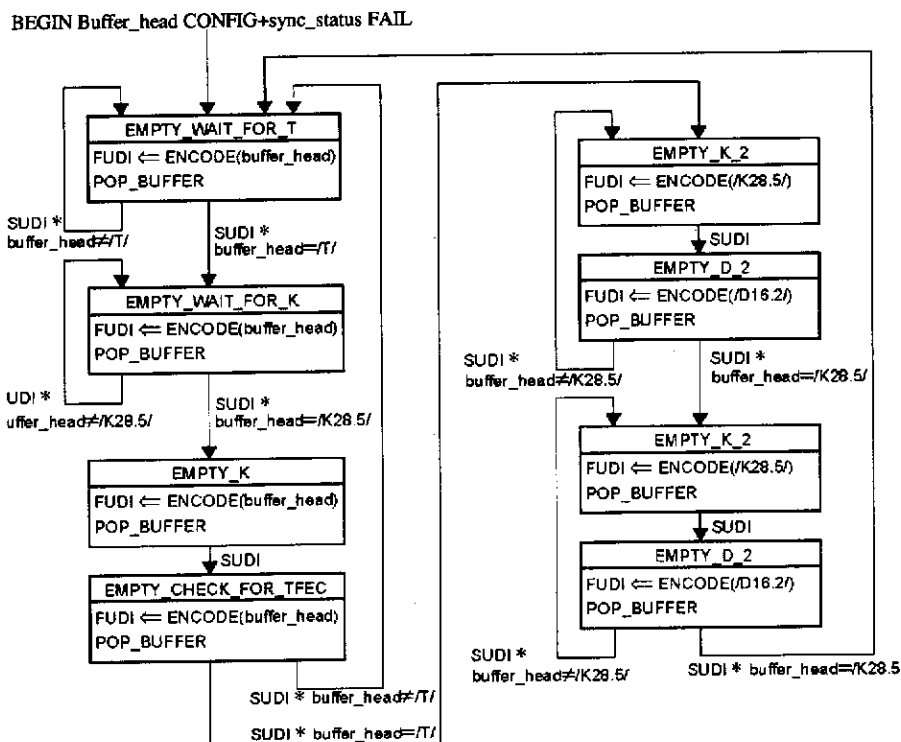 BEGIN Buffer_head CONFIG+sync_status FAIL
EMPTY_WAIT_FOR_T
FUDI ⇐ ENCODE(buffer_head)
POP_BUFFER
SUDI *
buffer_head≠/T/
SUDI *
buffer_head=/T/
EMPTY_WAIT_FOR_K
FUDI ⇐ ENCODE(buffer_head)
POP_BUFFER
UDI *
uffer_head≠/K28.5/
SUDI *
buffer_head=/K28.5/
EMPTY_K
FUDI ⇐ ENCODE(buffer_head)
POP_BUFFER
SUDI
EMPTY_CHECK_FOR_TFEC
FUDI ⇐ ENCODE(buffer_head)
POP_BUFFER
SUDI * buffer_head≠/T/
SUDI * buffer_head=/T/
EMPTY_K_2
FUDI ⇐ ENCODE(/K28.5/)
POP_BUFFER
SUDI
EMPTY_D_2
FUDI ⇐ ENCODE(/D16.2/)
POP_BUFFER
SUDI *
buffer_head≠/K28.5/
SUDI *
buffer_head=/K28.5/
EMPTY_K_2
FUDI ⇐ ENCODE(/K28.5/)
POP_BUFFER
SUDI
EMPTY_D_2
FUDI ⇐ ENCODE(/D16.2/)
POP_BUFFER
SUDI *
buffer_head≠/K28.5/
SUDI * buffer_head=/K28.5